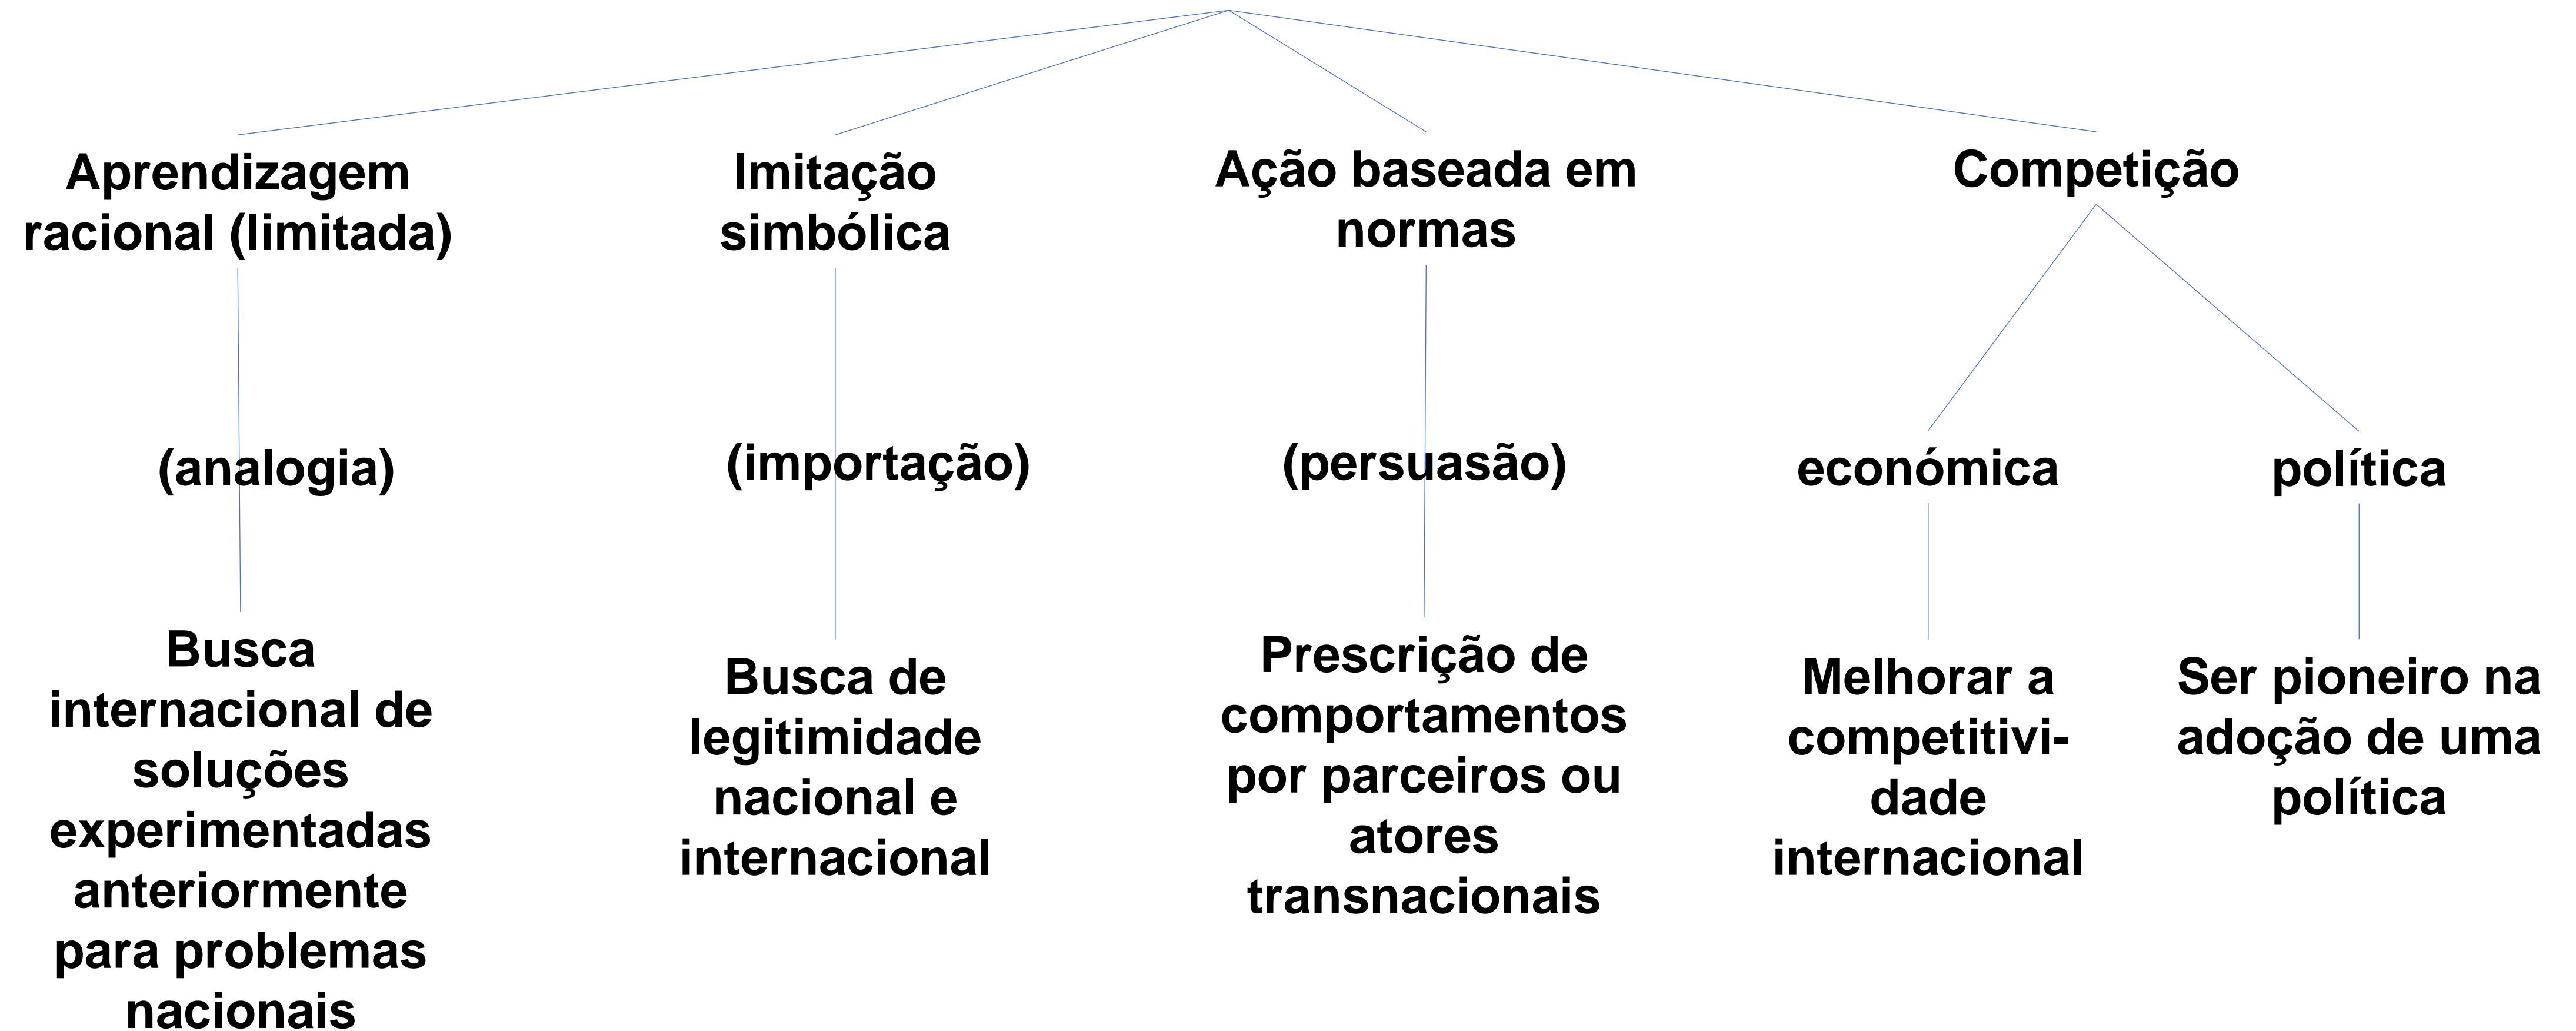 Aprendizagem
racional (limitada)
Imitação
simbólica
Ação baseada em
normas
Competição
(analogia)
(importação)
(persuasão)
económica
política
Busca
internacional de
soluções
experimentadas
anteriormente
para problemas
nacionais
Busca de
legitimidade
nacional e
internacional
Prescrição de
comportamentos
por parceiros ou
atores
transnacionais
Melhorar a
competitivi-
dade
internacional
Ser pioneiro na
adoção de uma
política